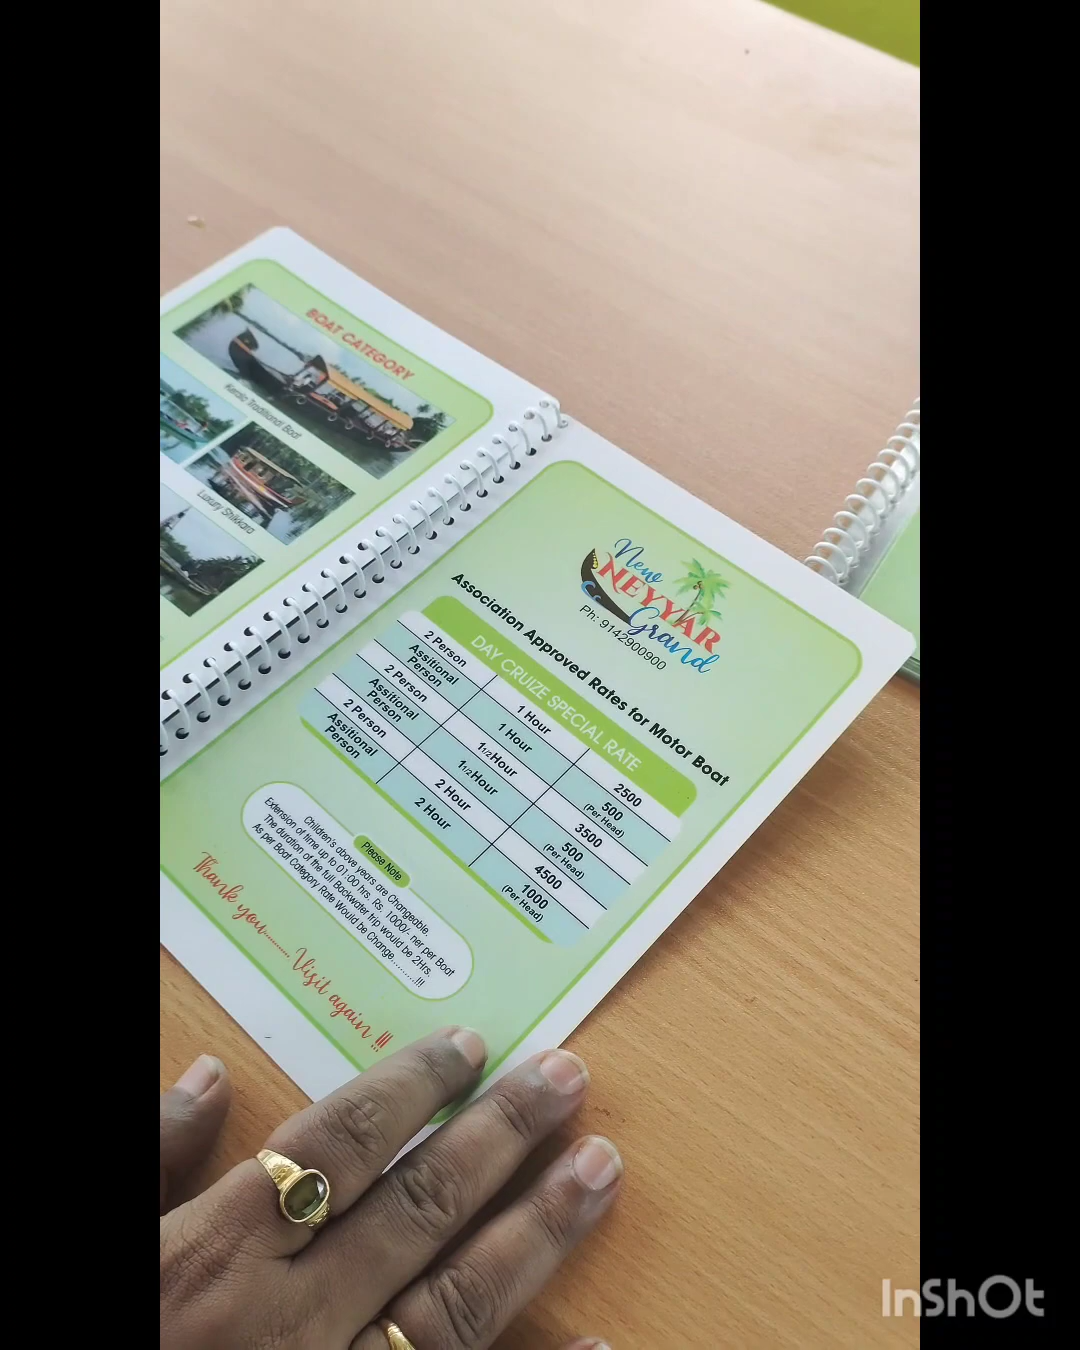 BOAT CATEGORY
Kerala Traditional Boat
Luxury Shikkara
New
NEYYAR
Grand
Ph: 9142900900
Association Approved Rates for Motor Boat
DAY CRUIZE SPECIAL RATE
2 Person 1 Hour 2500
Assitional Person 1 Hour 500 (Per Head)
2 Person 11/2Hour 3500
Assitional Person 11/2Hour 500 (Per Head)
2 Person 2 Hour 4500
Assitional Person 2 Hour 1000 (Per Head)
Please Note
Children's above years are Changeable.
Extension of time up to 01:00 hrs. Rs. 1000/- ner per Boat
The duration of the full Backwater trip would be 2Hrs.
As per Boat Category Rate Would be Change.........!!!
Thank you......... Visit again !!!
InShOt